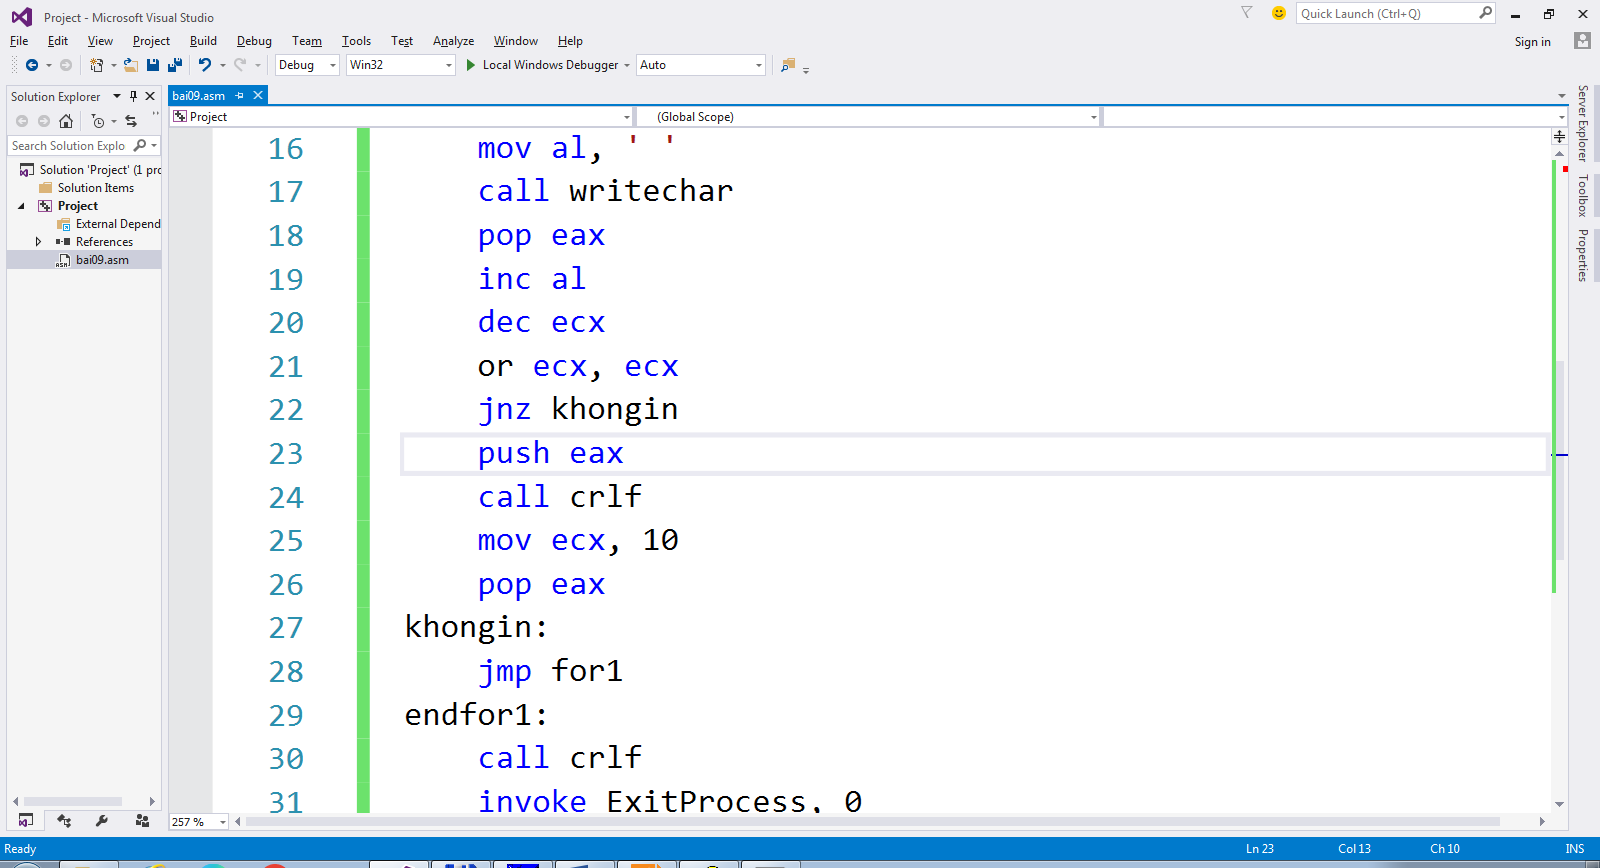 Project - Microsoft Visual Studio
Quick Launch (Ctrl+Q)
File Edit View Project Build Debug Team Tools Test Analyze Window Help
Sign in
Debug Win32 Local Windows Debugger Auto
Solution Explorer
bai09.asm
Project
(Global Scope)
Search Solution Explo
Solution 'Project' (1 pro
Solution Items
Project
External Depend
References
bai09.asm
16 mov al, ' '
17 call writechar
18 pop eax
19 inc al
20 dec ecx
21 or ecx, ecx
22 jnz khongin
23 push eax
24 call crlf
25 mov ecx, 10
26 pop eax
27 khongin:
28 jmp for1
29 endfor1:
30 call crlf
31 invoke ExitProcess, 0
Server Explorer
Toolbox
Properties
257 %
Ready
Ln 23 Col 13 Ch 10 INS